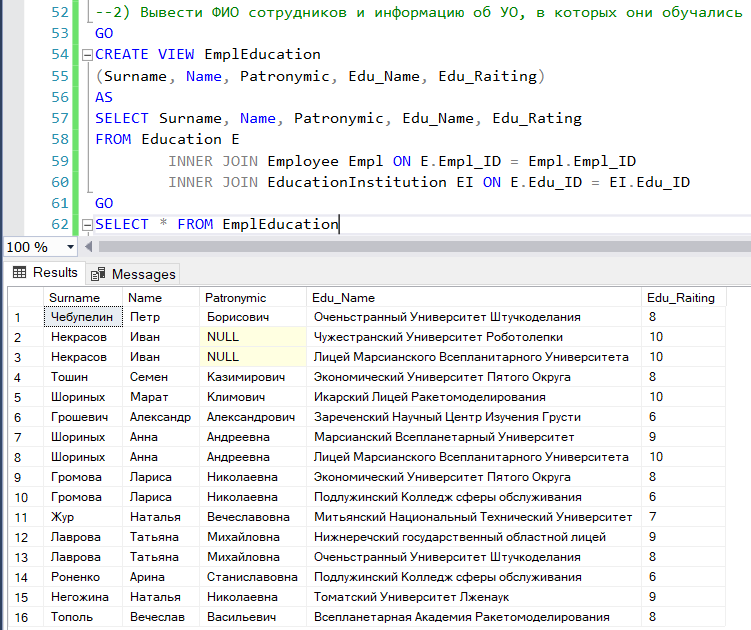 52 --2) Вывести ФИО сотрудников и информацию об УО, в которых они обучались
53 GO
54 CREATE VIEW EmplEducation
55 (Surname, Name, Patronymic, Edu_Name, Edu_Raiting)
56 AS
57 SELECT Surname, Name, Patronymic, Edu_Name, Edu_Rating
58 FROM Education E
59 INNER JOIN Employee Empl ON E.Empl_ID = Empl.Empl_ID
60 INNER JOIN EducationInstitution EI ON E.Edu_ID = EI.Edu_ID
61 GO
62 SELECT * FROM EmplEducation
100 %
Results Messages
Surname Name Patronymic Edu_Name Edu_Raiting
1 Чебупелин Петр Борисович Оченьстранный Университет Штучкоделания 8
2 Некрасов Иван NULL Чужестранский Университет Роботолепки 10
3 Некрасов Иван NULL Лицей Марсианского Всепланитарного Университета 10
4 Тошин Семен Казимирович Экономический Университет Пятого Округа 8
5 Шориных Марат Климович Икарский Лицей Ракетомоделирования 10
6 Грошевич Александр Александрович Зареченский Научный Центр Изучения Грусти 6
7 Шориных Анна Андреевна Марсианский Всепланетарный Университет 9
8 Шориных Анна Андреевна Лицей Марсианского Всепланитарного Университета 10
9 Громова Лариса Николаевна Экономический Университет Пятого Округа 8
10 Громова Лариса Николаевна Подлужинский Колледж сферы обслуживания 6
11 Жур Наталья Вечеславовна Митьянский Национальный Технический Университет 7
12 Лаврова Татьяна Михайловна Нижнеречский государственный областной лицей 9
13 Лаврова Татьяна Михайловна Оченьстранный Университет Штучкоделания 8
14 Роненко Арина Станиславовна Подлужинский Колледж сферы обслуживания 6
15 Негожина Наталья Николаевна Томатский Университет Лженаук 9
16 Тополь Вечеслав Васильевич Всепланетарная Академия Ракетомоделирования 8